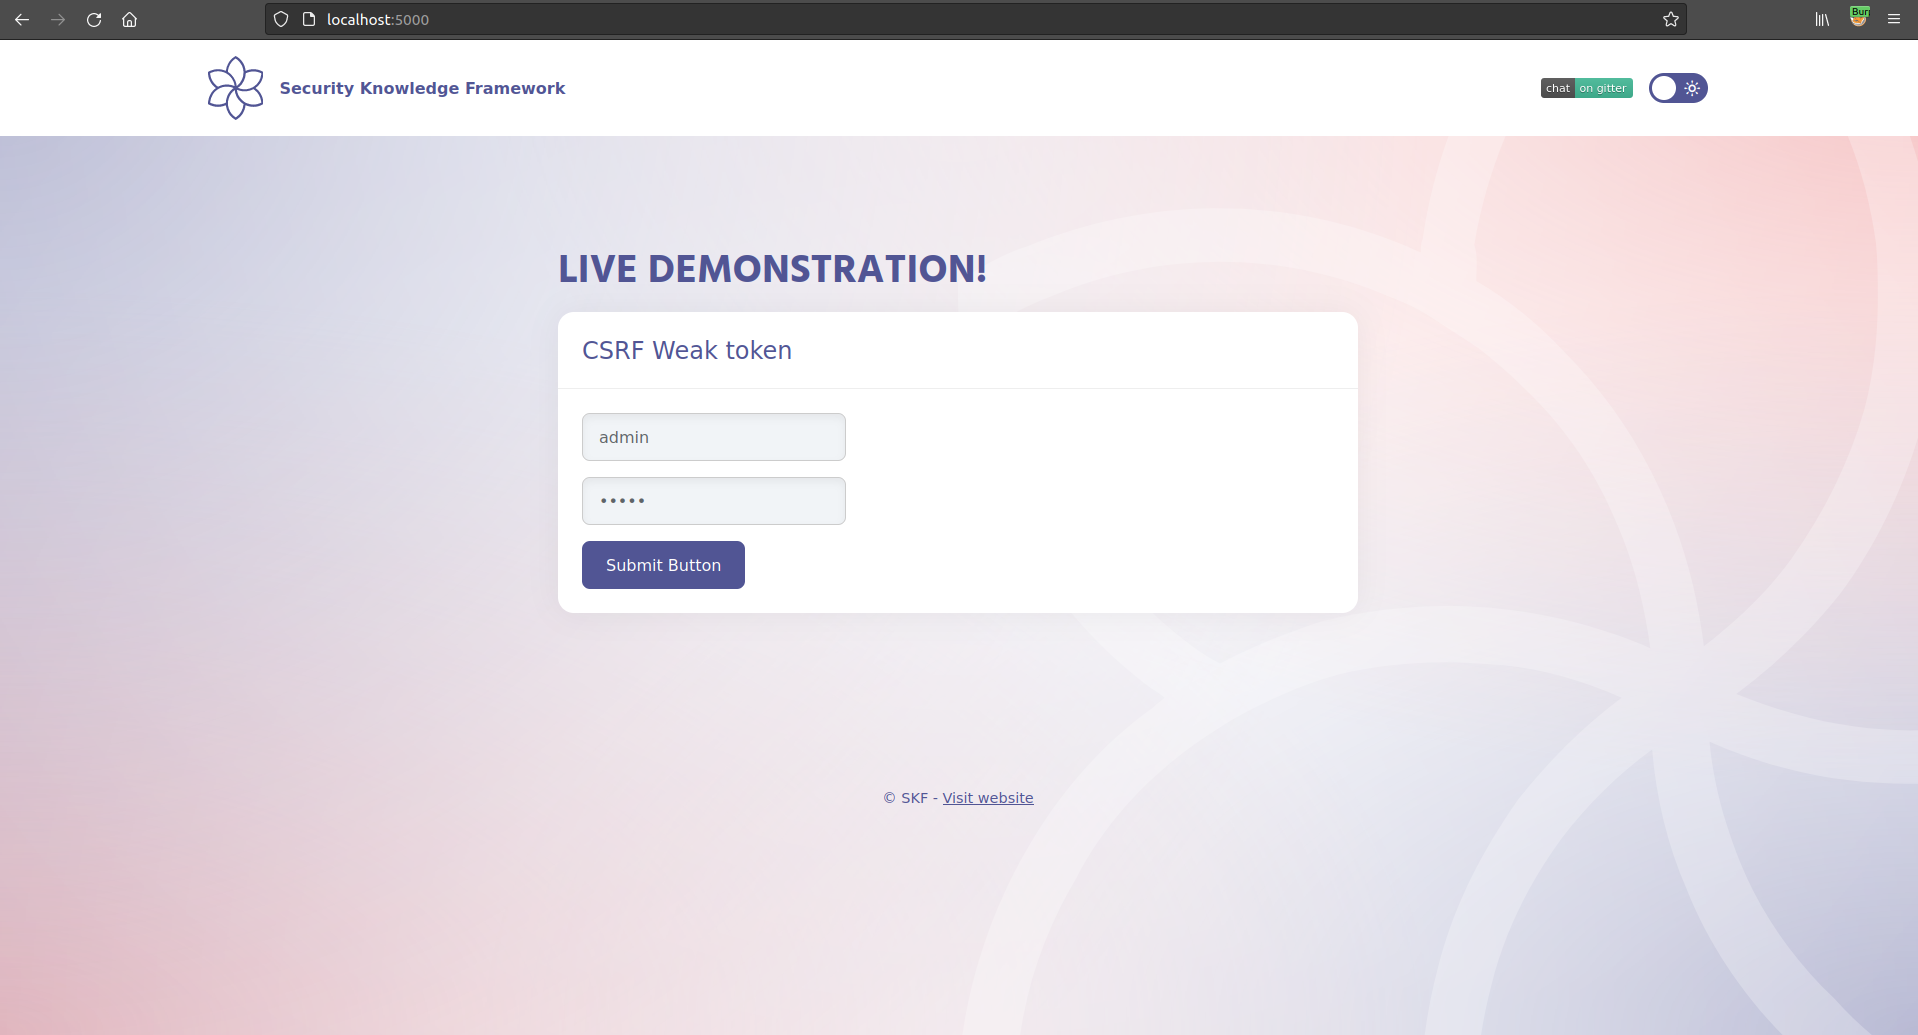 localhost:5000
Bur
Security Knowledge Framework
chat on gitter
LIVE DEMONSTRATION!
CSRF Weak token
admin
•••••
Submit Button
© SKF - Visit website